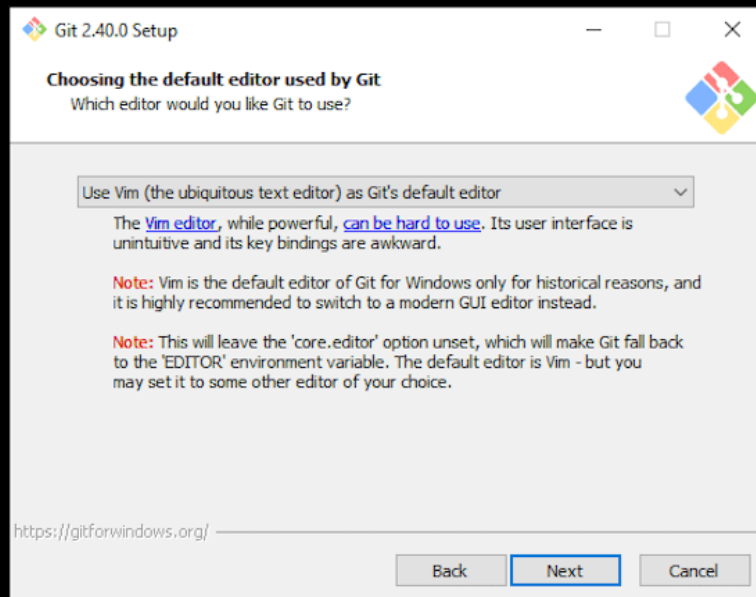 Git 2.40.0 Setup
Choosing the default editor used by Git
Which editor would you like Git to use?
Use Vim (the ubiquitous text editor) as Git's default editor
The Vim editor, while powerful, can be hard to use. Its user interface is
unintuitive and its key bindings are awkward.
Note: Vim is the default editor of Git for Windows only for historical reasons, and
it is highly recommended to switch to a modern GUI editor instead.
Note: This will leave the 'core.editor' option unset, which will make Git fall back
to the 'EDITOR' environment variable. The default editor is Vim - but you
may set it to some other editor of your choice.
https://gitforwindows.org/
Back Next Cancel